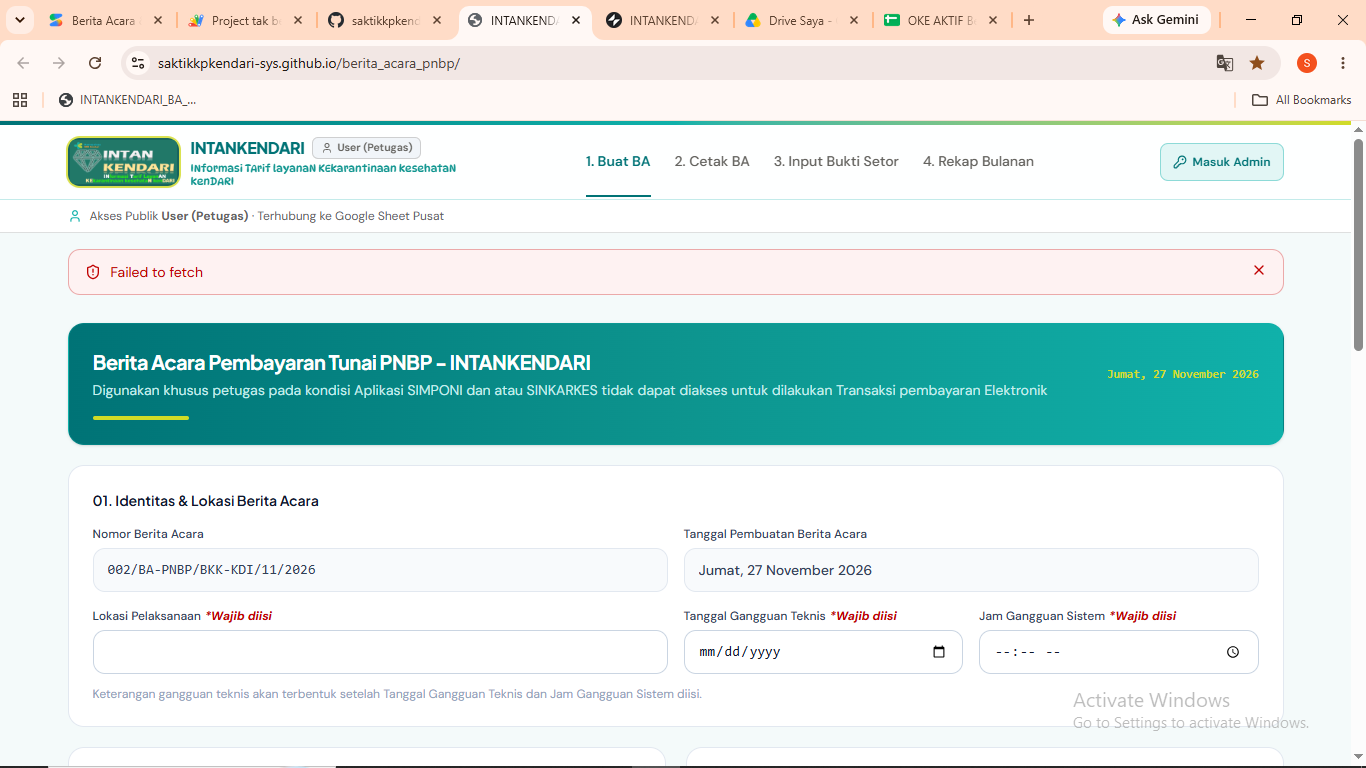 Berita Acara
Project tak be
saktikkpkend
INTANKENDA
INTANKENDA
Drive Saya -
OKE AKTIF B
Ask Gemini
saktikkpkendari-sys.github.io/berita_acara_pnbp/
S
INTANKENDARI_BA_...
All Bookmarks
INTAN
KENDARI
INTANKENDARI
User (Petugas)
INformasi TArif layanaN KEkarantinaan kesehatan
kenDARI
1. Buat BA
2. Cetak BA
3. Input Bukti Setor
4. Rekap Bulanan
Masuk Admin
Akses Publik User (Petugas) · Terhubung ke Google Sheet Pusat
Failed to fetch
Berita Acara Pembayaran Tunai PNBP – INTANKENDARI
Digunakan khusus petugas pada kondisi Aplikasi SIMPONI dan atau SINKARKES tidak dapat diakses untuk dilakukan Transaksi pembayaran Elektronik
Jumat, 27 November 2026
01. Identitas & Lokasi Berita Acara
Nomor Berita Acara
Tanggal Pembuatan Berita Acara
002/BA-PNBP/BKK-KDI/11/2026
Jumat, 27 November 2026
Lokasi Pelaksanaan *Wajib diisi
Tanggal Gangguan Teknis *Wajib diisi
Jam Gangguan Sistem *Wajib diisi
mm/dd/yyyy
--:-- --
Keterangan gangguan teknis akan terbentuk setelah Tanggal Gangguan Teknis dan Jam Gangguan Sistem diisi.
Activate Windows
Go to Settings to activate Windows.